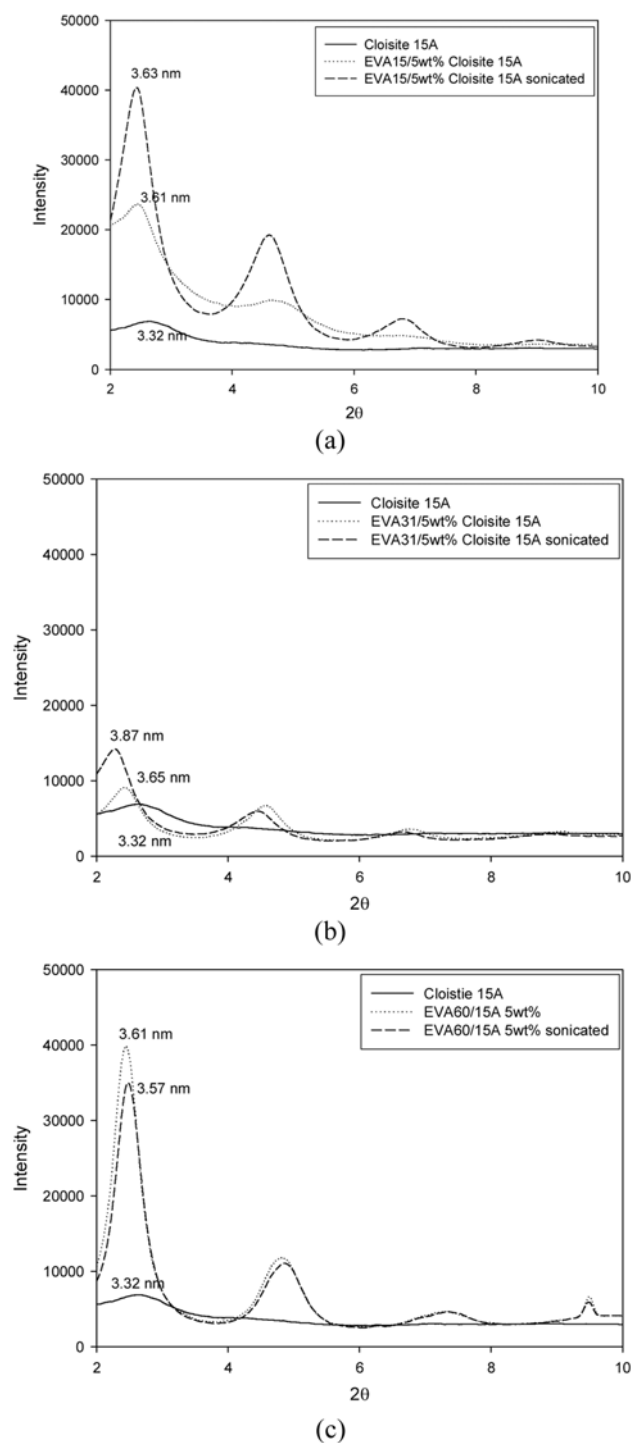 50000
Cloisite 15A
EVA15/5wt% Cloisite 15A
EVA15/5wt% Cloisite 15A sonicated
3.63 nm
40000
30000
3.61 nm
Intensity
20000
10000
3.32 nm
0
2 4 6 8 10
2θ
(a)
50000
Cloisite 15A
EVA31/5wt% Cloisite 15A
EVA31/5wt% Cloisite 15A sonicated
40000
30000
Intensity
20000
3.87 nm
3.65 nm
10000
3.32 nm
0
2 4 6 8 10
2θ
(b)
50000
Cloistie 15A
EVA60/15A 5wt%
EVA60/15A 5wt% sonicated
3.61 nm
40000
3.57 nm
30000
Intensity
20000
10000
3.32 nm
0
2 4 6 8 10
2θ
(c)